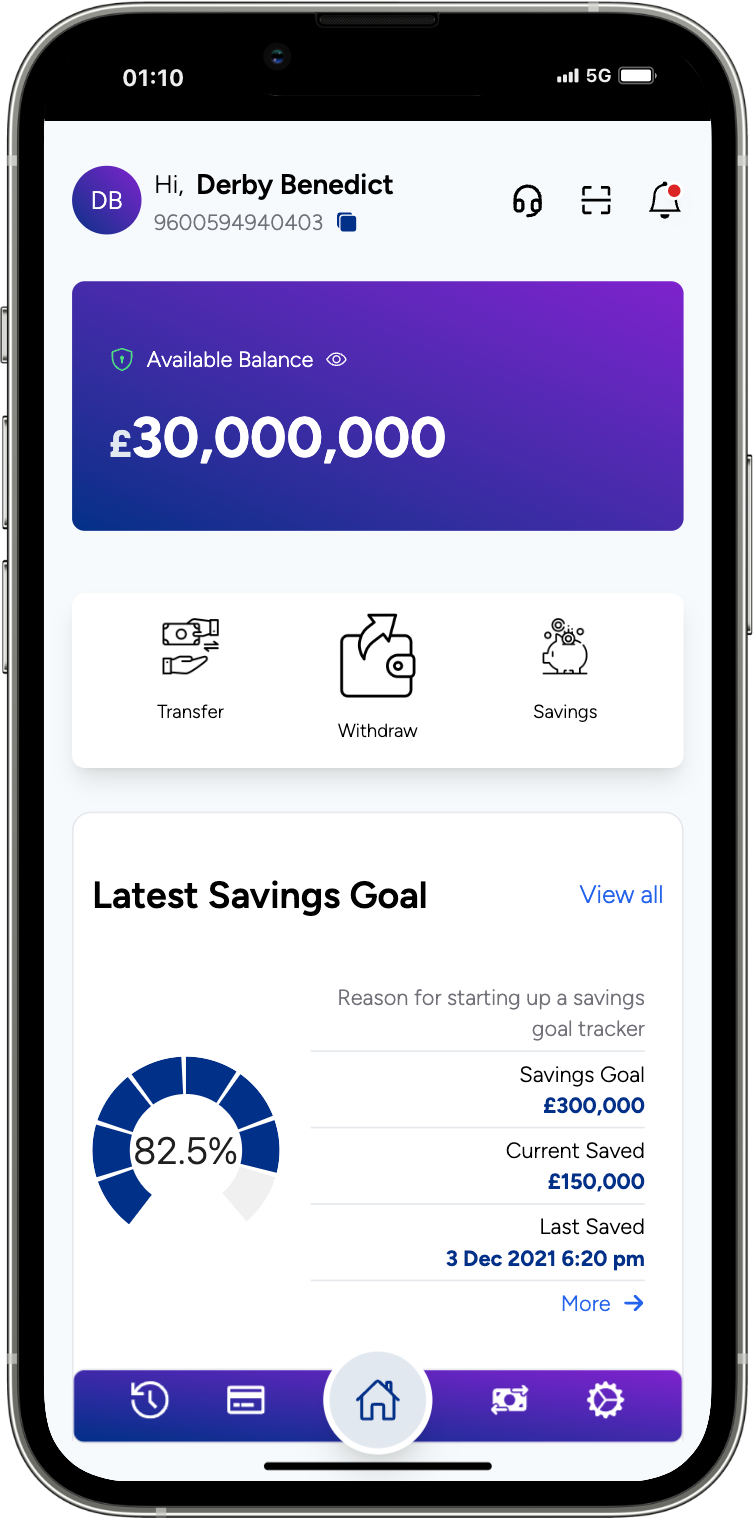 01:10 5G
DB
Hi, Derby Benedict
9600594940403
Available Balance
£30,000,000
Transfer
Withdraw
Savings
Latest Savings Goal
View all
Reason for starting up a savings
goal tracker
Savings Goal
£300,000
82.5%
Current Saved
£150,000
Last Saved
3 Dec 2021 6:20 pm
More